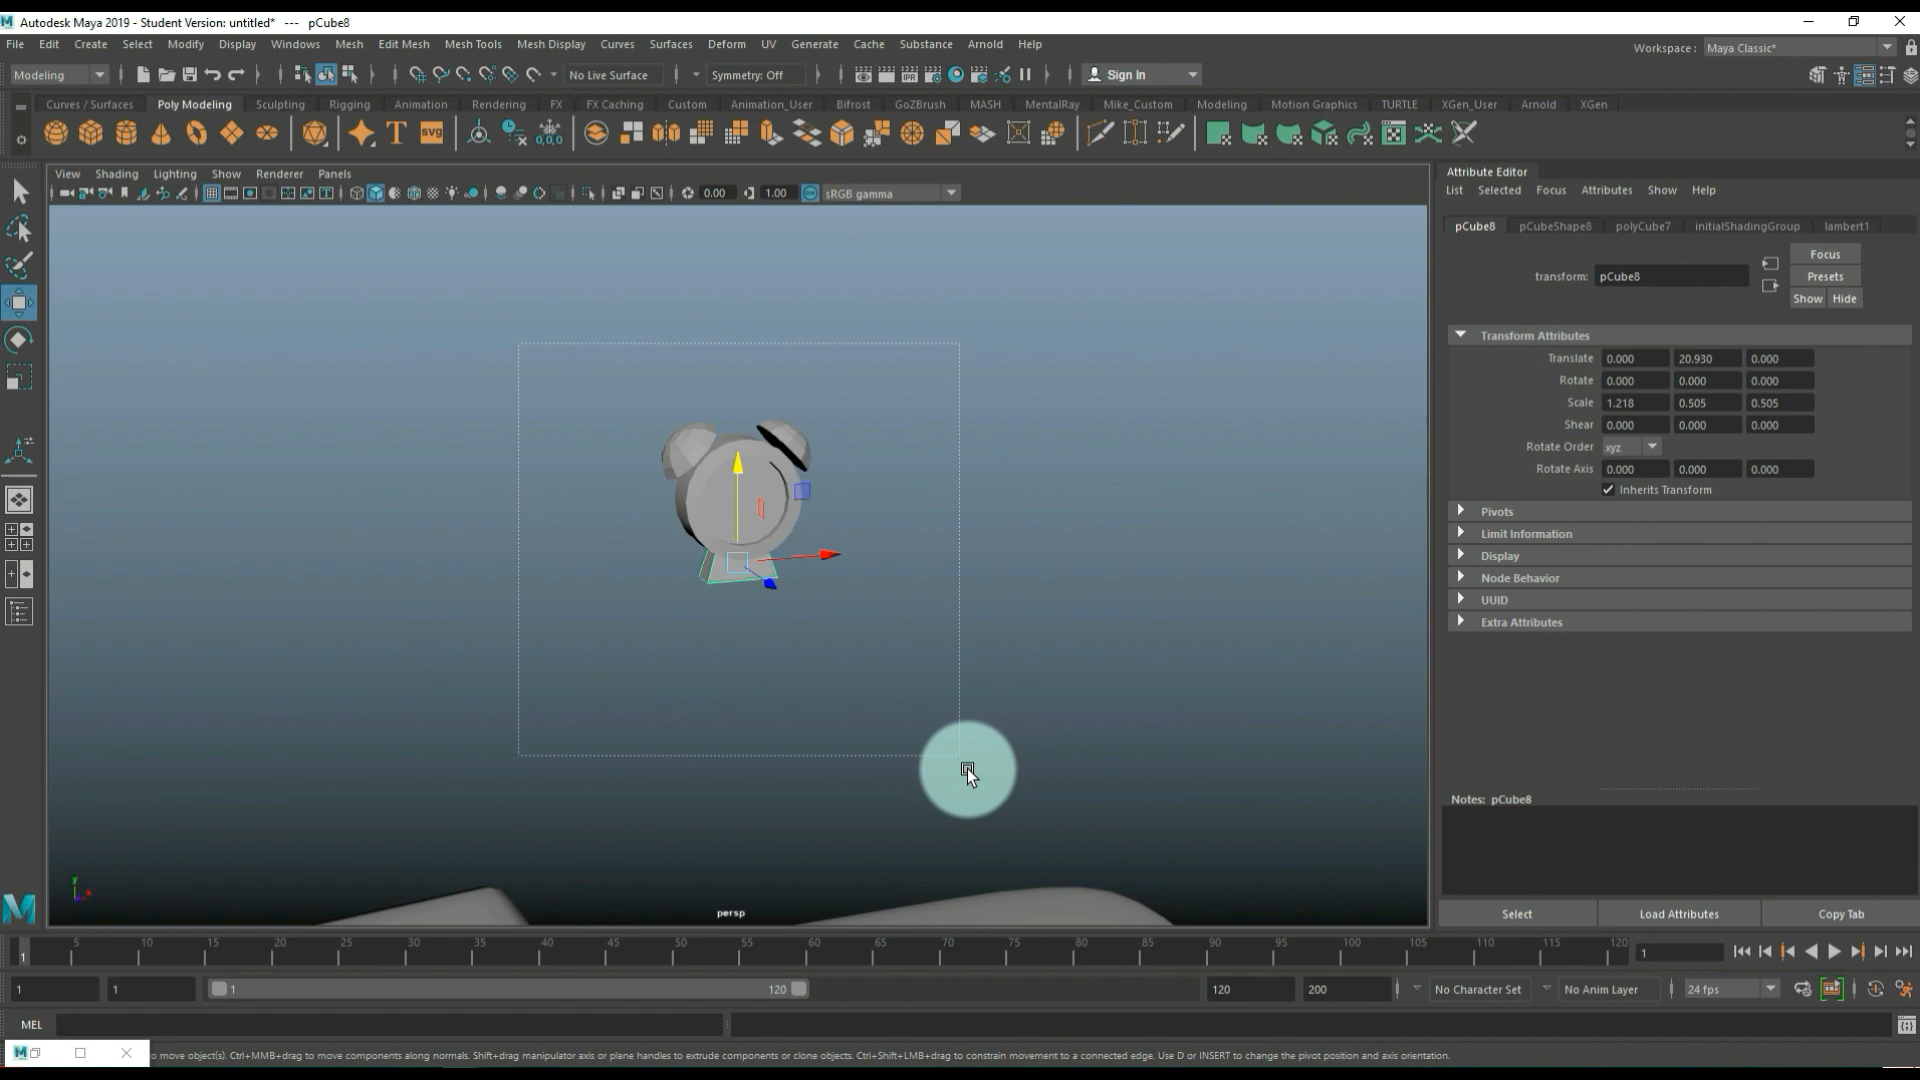 Autodesk Maya 2019 - Student Version: untitled* --- pCube8
File Edit Create Select Modify Display Windows Mesh Edit Mesh Mesh Tools Mesh Display Curves Surfaces Deform UV Generate Cache Substance Arnold Help
Workspace : Maya Classic*
Modeling No Live Surface Symmetry: Off Sign In
Curves / Surfaces Poly Modeling Sculpting Rigging Animation Rendering FX FX Caching Custom Animation_User Bifrost GoZBrush MASH MentalRay Mike_Custom Modeling Motion Graphics TURTLE XGen_User Arnold XGen
T SVG 0,0,0
View Shading Lighting Show Renderer Panels
0.00 1.00 sRGB gamma
Attribute Editor
List Selected Focus Attributes Show Help
pCube8 pCubeShape8 polyCube7 initialShadingGroup lambert1
Focus
transform: pCube8
Presets
Show Hide
Transform Attributes
Translate 0.000 20.930 0.000
Rotate 0.000 0.000 0.000
Scale 1.218 0.505 0.505
Shear 0.000 0.000 0.000
Rotate Order xyz
Rotate Axis 0.000 0.000 0.000
Inherits Transform
Pivots
Limit Information
Display
Node Behavior
UUID
Extra Attributes
Notes: pCube8
y
persp
Select Load Attributes Copy Tab
1 5 10 15 20 25 30 35 40 45 50 55 60 65 70 75 80 85 90 95 100 105 110 115 120 1
1 1 1 120 120 200 No Character Set No Anim Layer 24 fps
MEL
o move object(s). Ctrl+MMB+drag to move components along normals. Shift+drag manipulator axis or plane handles to extrude components or clone objects. Ctrl+Shift+LMB+drag to constrain movement to a connected edge. Use D or INSERT to change the pivot position and axis orientation.